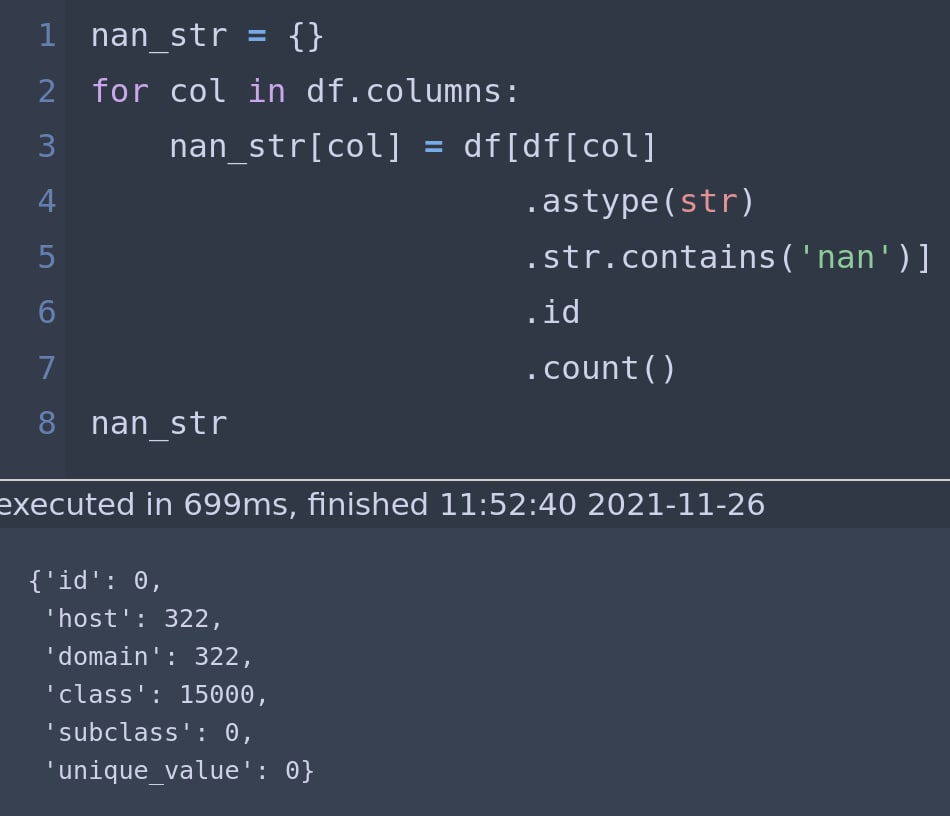 1 nan_str = {}
2 for col in df.columns:
3     nan_str[col] = df[df[col]
4                       .astype(str)
5                       .str.contains('nan')]
6                       .id
7                       .count()
8 nan_str
executed in 699ms, finished 11:52:40 2021-11-26
{'id': 0,
 'host': 322,
 'domain': 322,
 'class': 15000,
 'subclass': 0,
 'unique_value': 0}